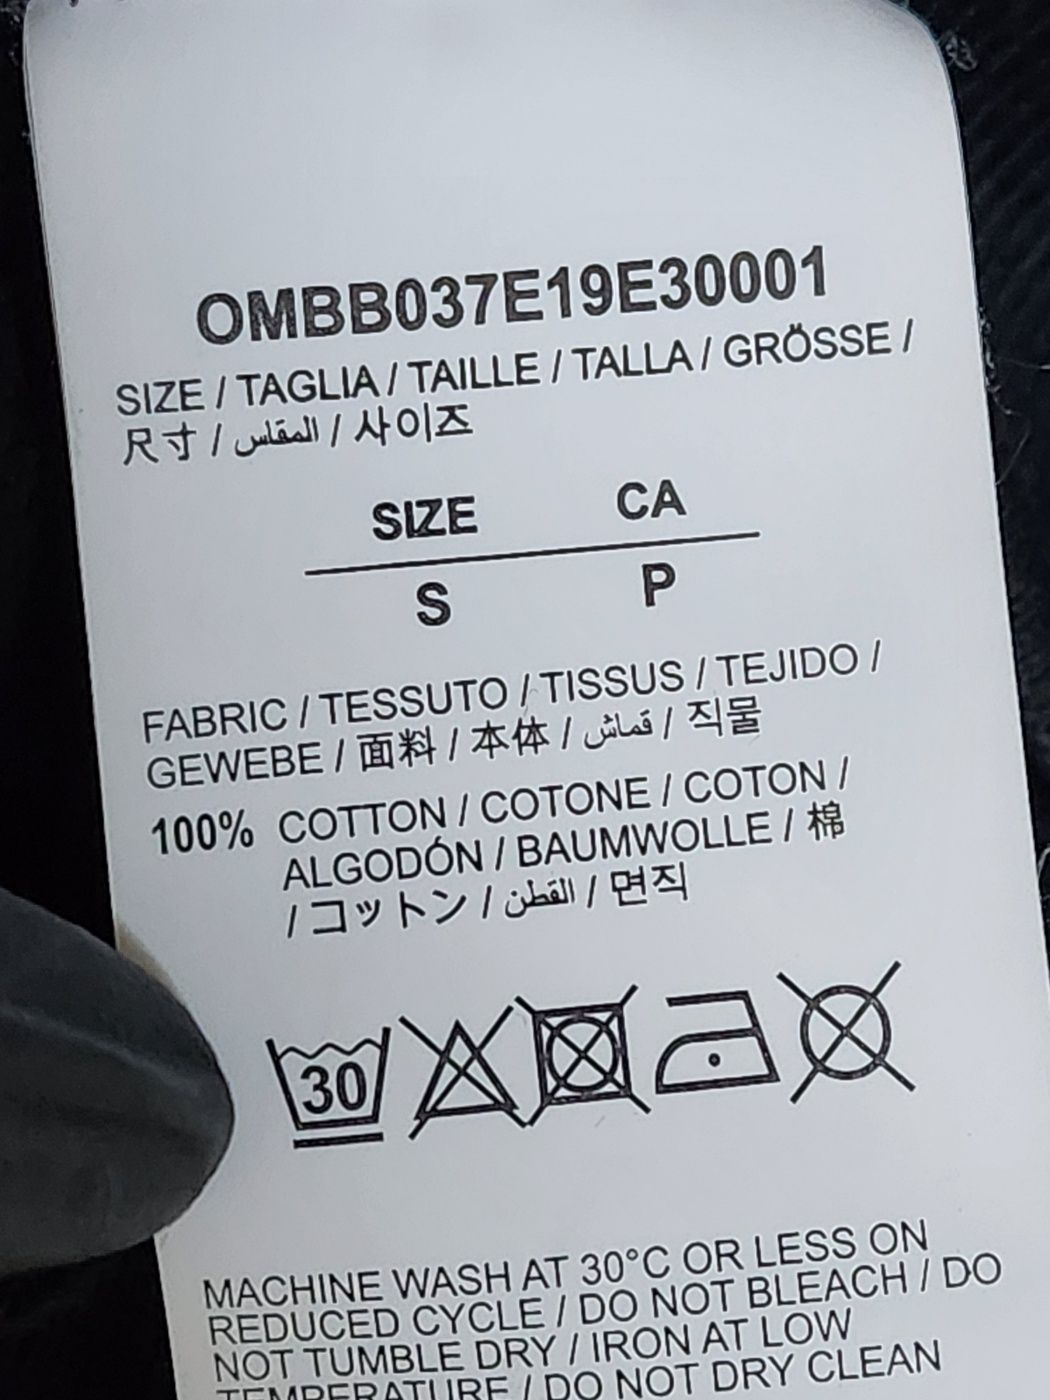 OMBB037E19E30001
SIZE / TAGLIA / TAILLE / TALLA / GRÖSSE /
尺寸 / المقاس / 사이즈
SIZE CA
S P
FABRIC / TESSUTO / TISSUS / TEJIDO /
GEWEBE / 面料 / 本体 / قماش / 직물
100% COTTON / COTONE / COTON /
ALGODÓN / BAUMWOLLE / 棉
/ コットン / القطن / 면직
30
MACHINE WASH AT 30°C OR LESS ON
REDUCED CYCLE / DO NOT BLEACH / DO
NOT TUMBLE DRY / IRON AT LOW
TEMPERATURE / DO NOT DRY CLEAN